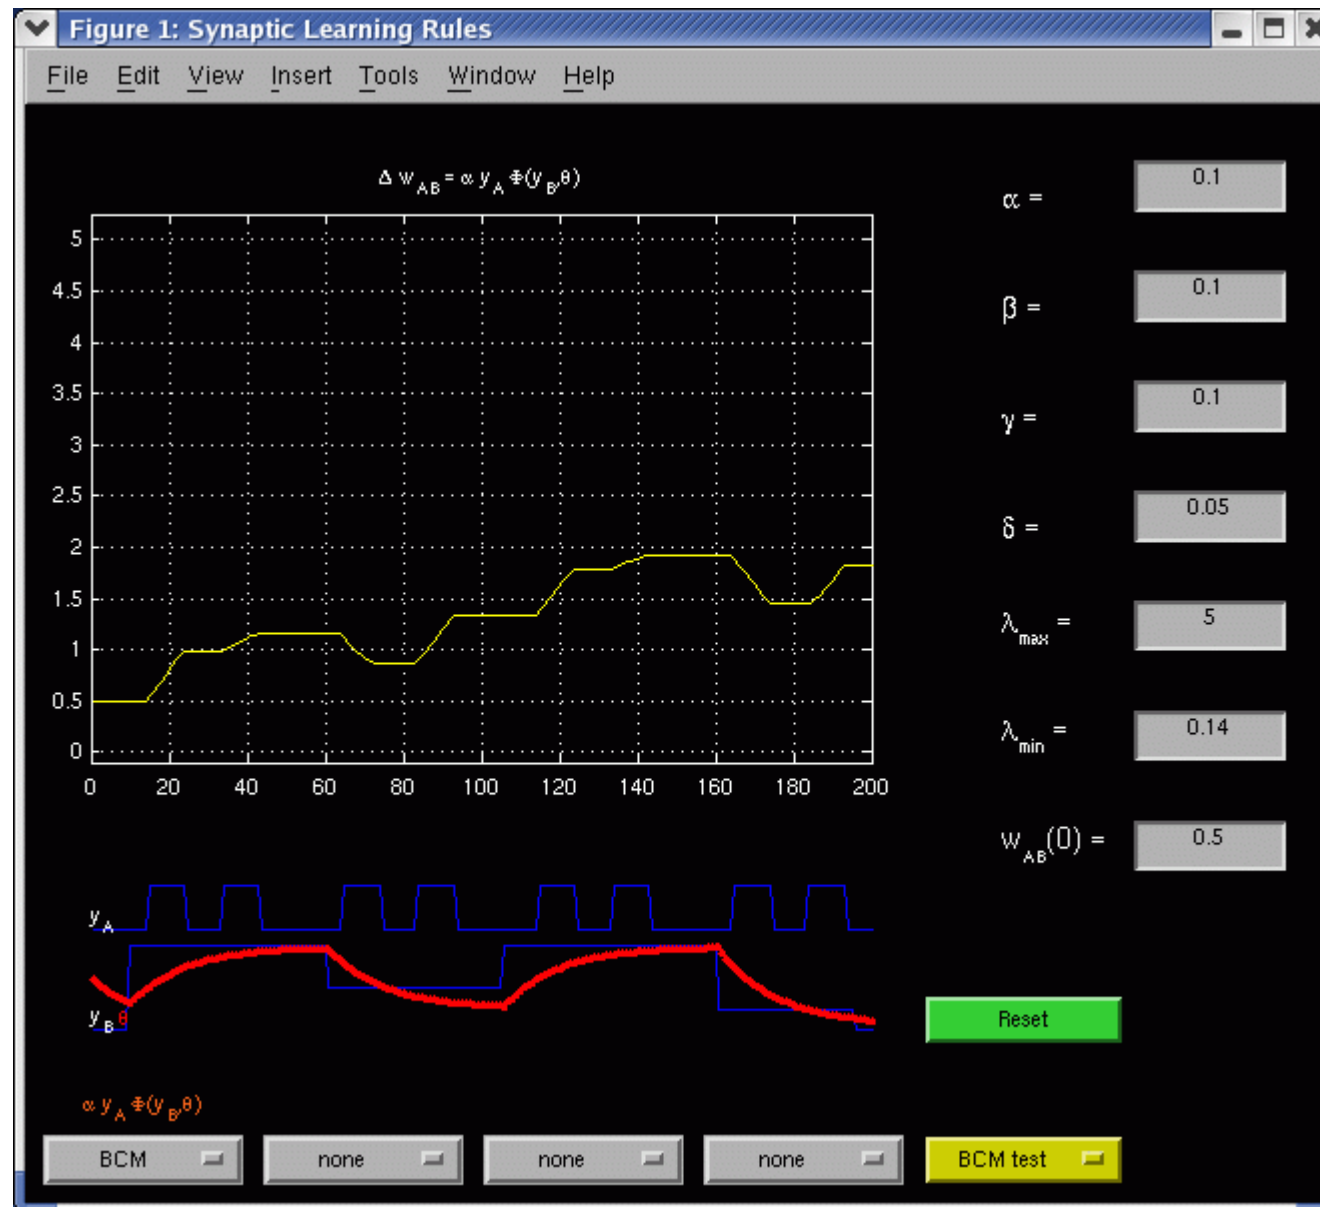 Figure 1: Synaptic Learning Rules
File Edit View Insert Tools Window Help
Δ w_AB = α y_A Φ(y_B,θ)
5
4.5
4
3.5
3
2.5
2
1.5
1
0.5
0
0 20 40 60 80 100 120 140 160 180 200
α = 0.1
β = 0.1
γ = 0.1
δ = 0.05
λ_max = 5
λ_min = 0.14
w_AB(0) = 0.5
y_A
y_B θ
Reset
α y_A Φ(y_B,θ)
BCM none none none BCM test